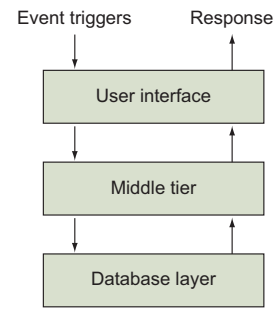 Event triggers
Response
User interface
Middle tier
Database layer